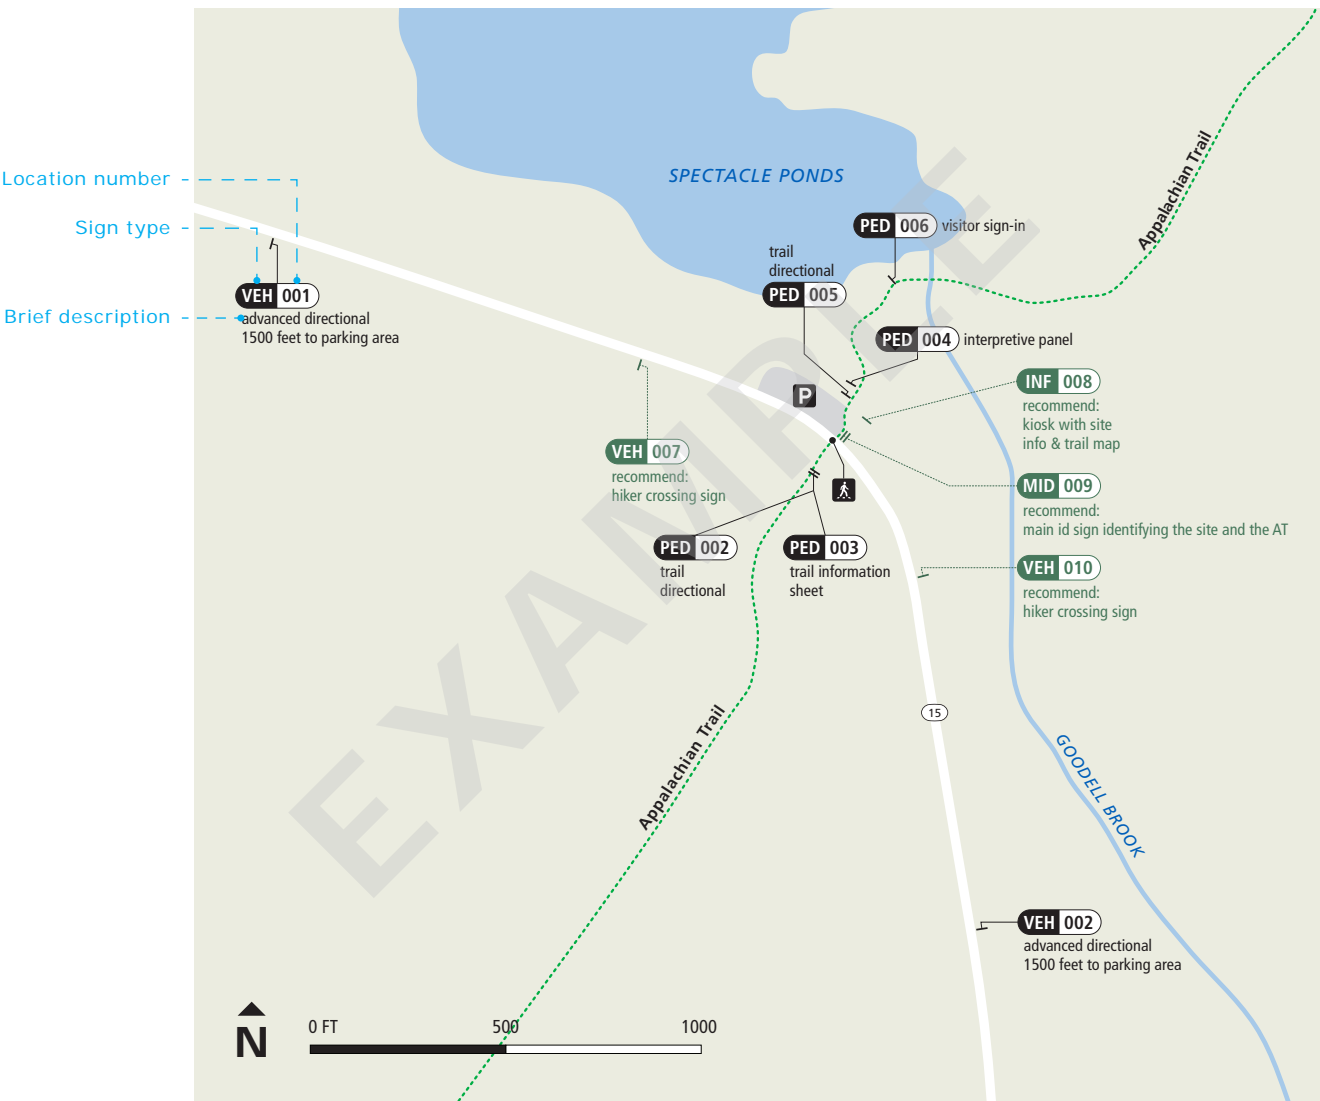 SPECTACLE PONDS
Appalachian Trail
Location number
Sign type
PED 006 visitor sign-in
trail
directional
PED 005
VEH 001
Brief description
advanced directional
1500 feet to parking area
PED 004 interpretive panel
P
INF 008
recommend:
kiosk with site
info & trail map
VEH 007
recommend:
hiker crossing sign
MID 009
recommend:
main id sign identifying the site and the AT
PED 002
trail
directional
PED 003
trail information
sheet
VEH 010
recommend:
hiker crossing sign
EXAMPLE
Appalachian Trail
15
GOODELL BROOK
VEH 002
advanced directional
1500 feet to parking area
N
0 FT 500 1000